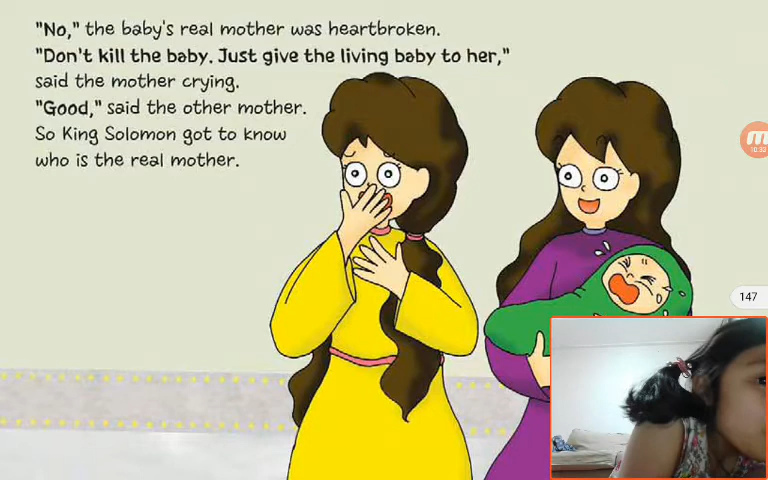 "No," the baby's real mother was heartbroken.
"Don't kill the baby. Just give the living baby to her,"
said the mother crying.
"Good," said the other mother.
So King Solomon got to know
who is the real mother.
10:33
147